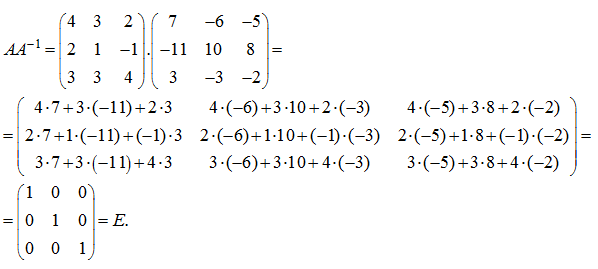 AA⁻¹ = (4 3 2; 2 1 −1; 3 3 4) · (7 −6 −5; −11 10 8; 3 −3 −2) =
= (4·7+3·(−11)+2·3 4·(−6)+3·10+2·(−3) 4·(−5)+3·8+2·(−2)
2·7+1·(−11)+(−1)·3 2·(−6)+1·10+(−1)·(−3) 2·(−5)+1·8+(−1)·(−2)
3·7+3·(−11)+4·3 3·(−6)+3·10+4·(−3) 3·(−5)+3·8+4·(−2)) =
= (1 0 0; 0 1 0; 0 0 1) = E.